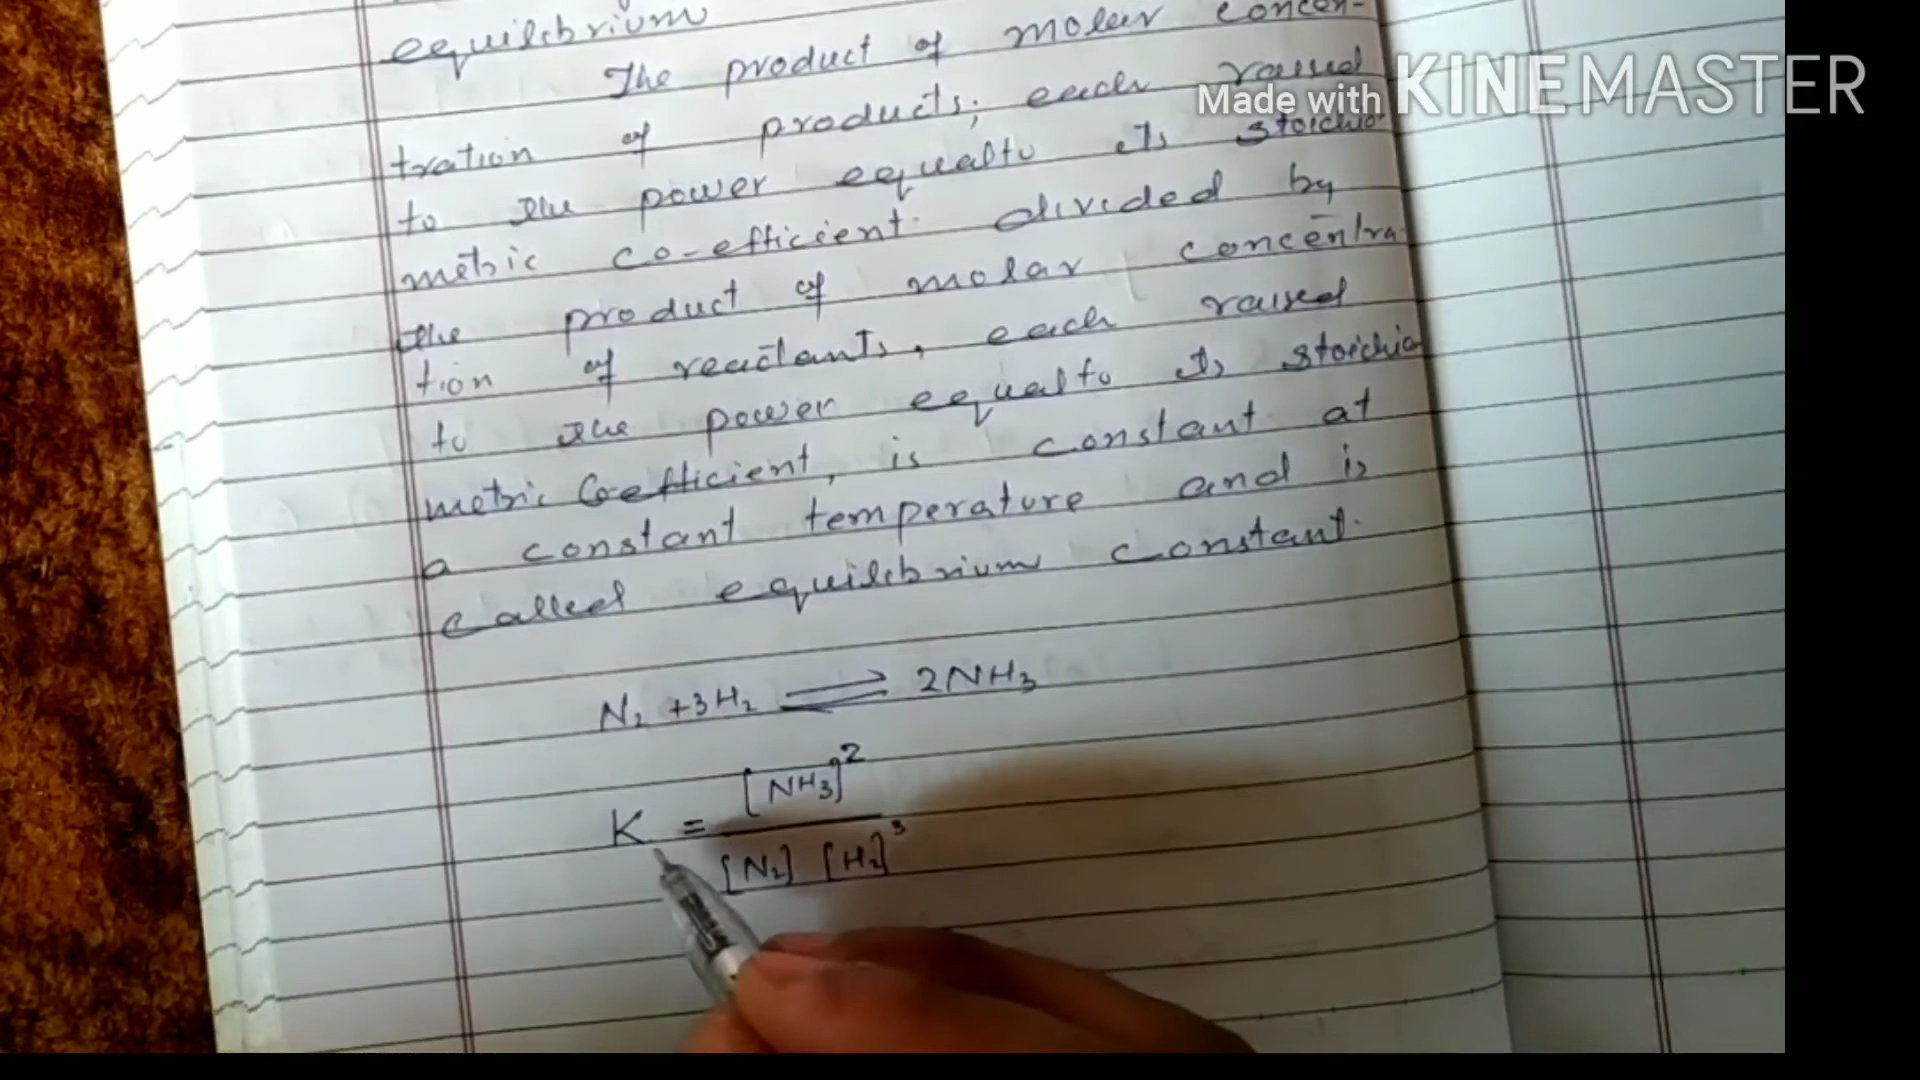 equilibrium
The product of molar concen-
tration of products, each raised
to the power equal to its stoichio
metric co-efficient divided by
the product of molar concentra
tion of reactants, each raised
to the power equal to its stoichio
metric Co-efficient, is constant at
a constant temperature and is
called equilibrium constant.
N₂ +3H₂ ⇌ 2NH₃
K = [NH₃]² / [N₂] [H₂]³
Made with KINEMASTER